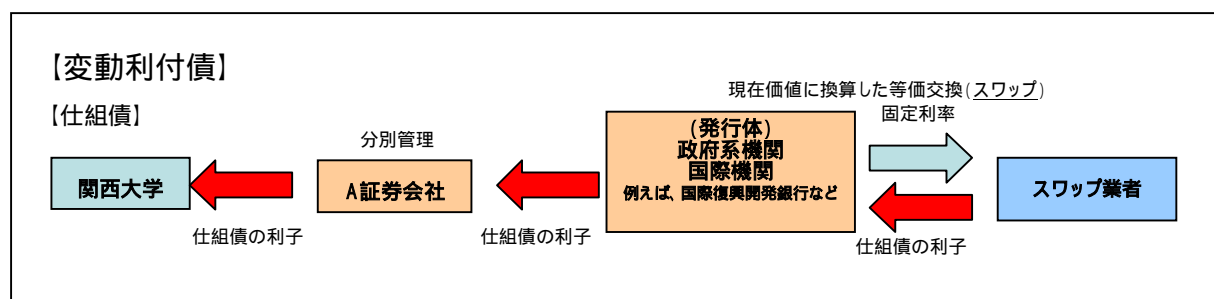 【変動利付債】
【仕組債】
現在価値に換算した等価交換(スワップ)
固定利率
分別管理
関西大学
A証券会社
(発行体)
政府系機関
国際機関
例えば、国際復興開発銀行など
スワップ業者
仕組債の利子
仕組債の利子
仕組債の利子